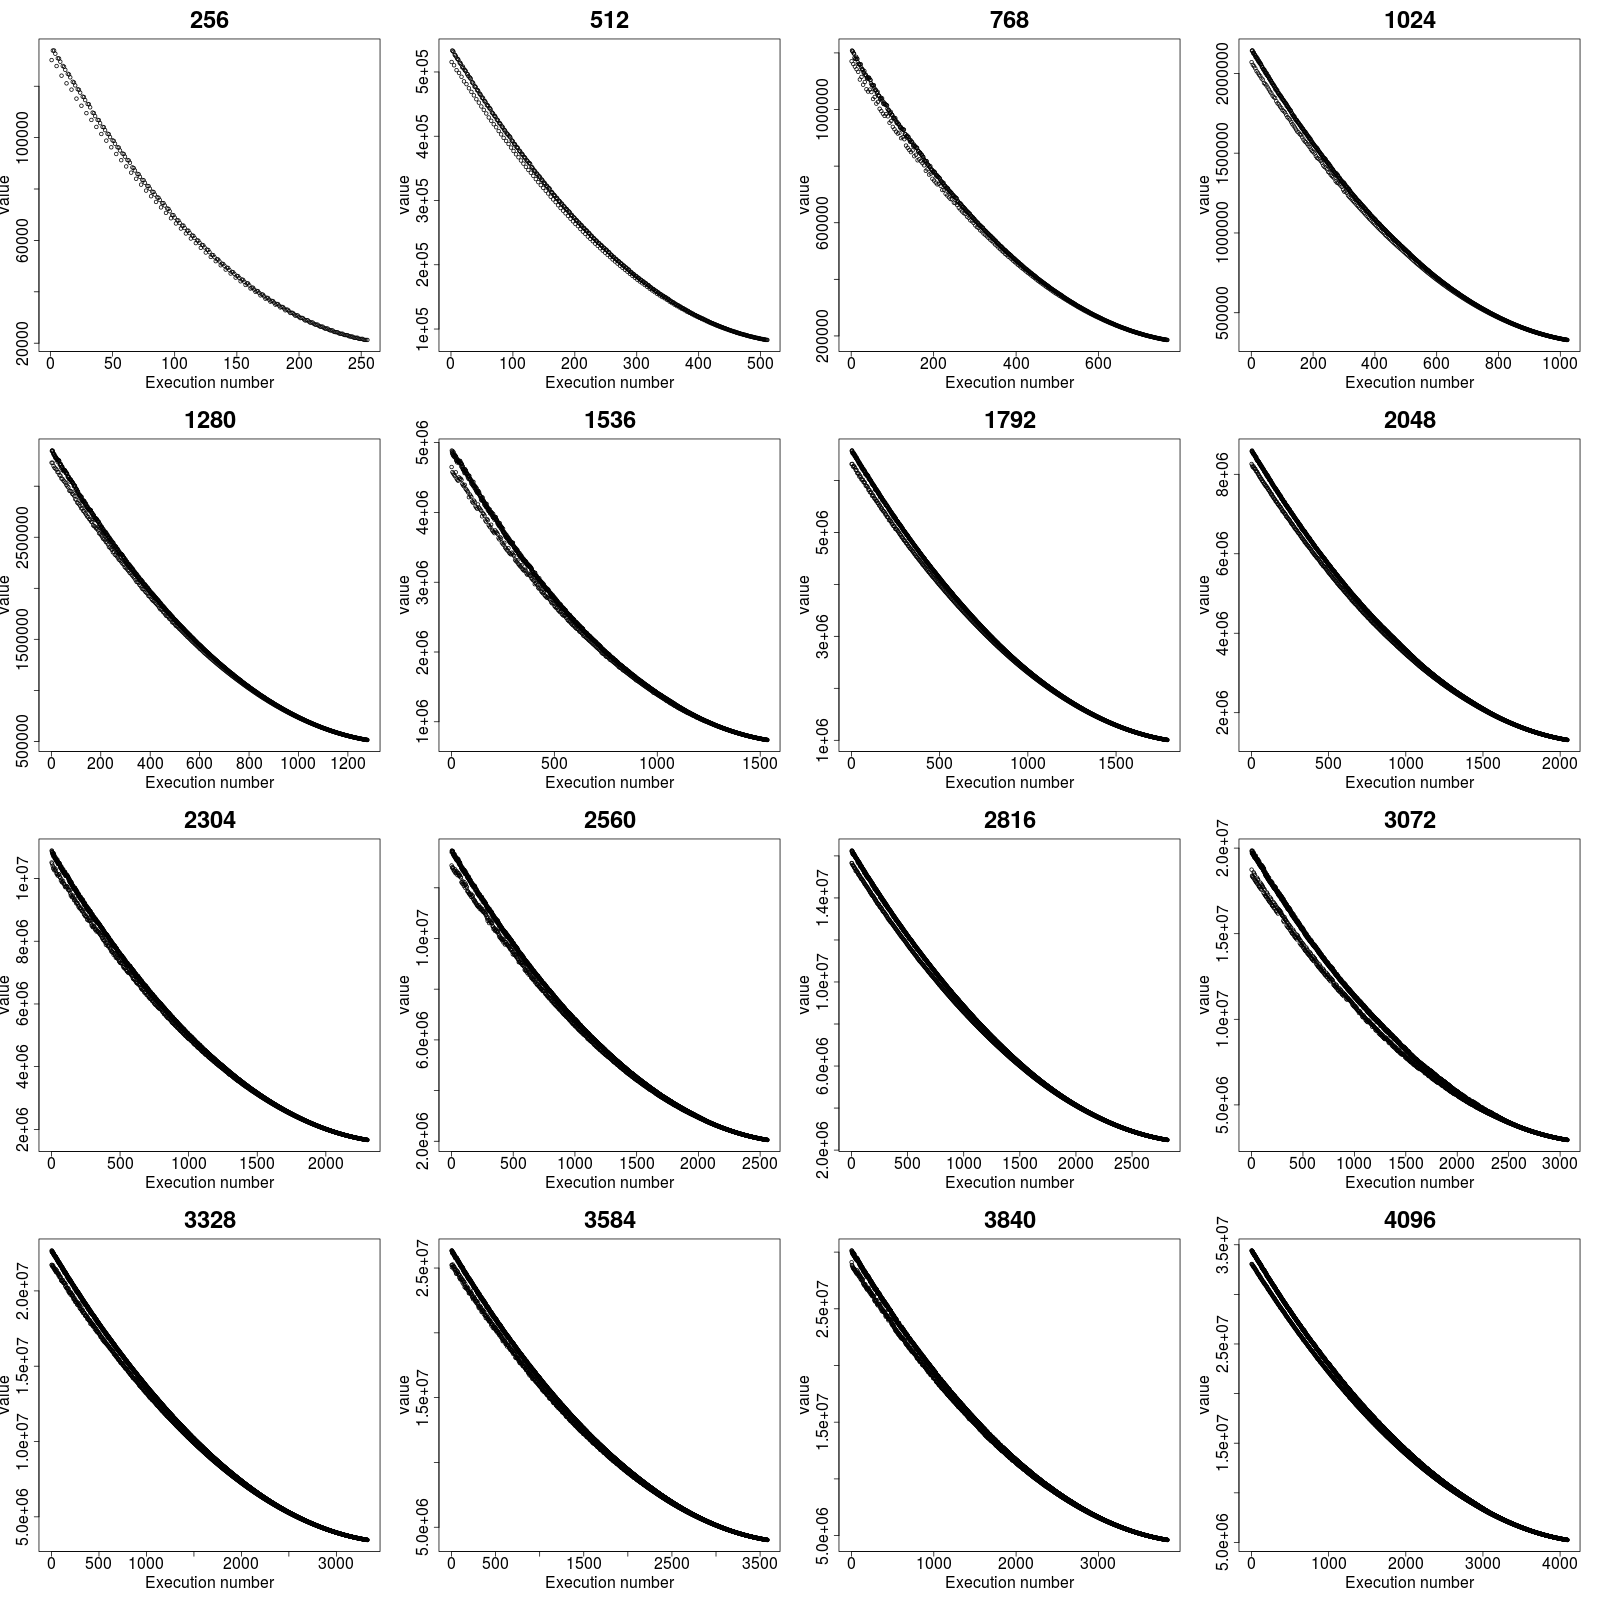 256
value
100000
60000
20000
0 50 100 150 200 250
Execution number
512
value
5e+05
4e+05
3e+05
2e+05
1e+05
0 100 200 300 400 500
Execution number
768
value
1000000
600000
200000
0 200 400 600
Execution number
1024
value
2000000
1500000
1000000
500000
0 200 400 600 800 1000
Execution number
1280
value
2500000
1500000
500000
0 200 400 600 800 1000 1200
Execution number
1536
value
5e+06
4e+06
3e+06
2e+06
1e+06
0 500 1000 1500
Execution number
1792
value
5e+06
3e+06
1e+06
0 500 1000 1500
Execution number
2048
value
8e+06
6e+06
4e+06
2e+06
0 500 1000 1500 2000
Execution number
2304
value
1e+07
8e+06
6e+06
4e+06
2e+06
0 500 1000 1500 2000
Execution number
2560
value
1.0e+07
6.0e+06
2.0e+06
0 500 1000 1500 2000 2500
Execution number
2816
value
1.4e+07
1.0e+07
6.0e+06
2.0e+06
0 500 1000 1500 2000 2500
Execution number
3072
value
2.0e+07
1.5e+07
1.0e+07
5.0e+06
0 500 1000 1500 2000 2500 3000
Execution number
3328
value
2.0e+07
1.5e+07
1.0e+07
5.0e+06
0 500 1000 2000 3000
Execution number
3584
value
2.5e+07
1.5e+07
5.0e+06
0 500 1500 2500 3500
Execution number
3840
value
2.5e+07
1.5e+07
5.0e+06
0 1000 2000 3000
Execution number
4096
value
3.5e+07
2.5e+07
1.5e+07
5.0e+06
0 1000 2000 3000 4000
Execution number